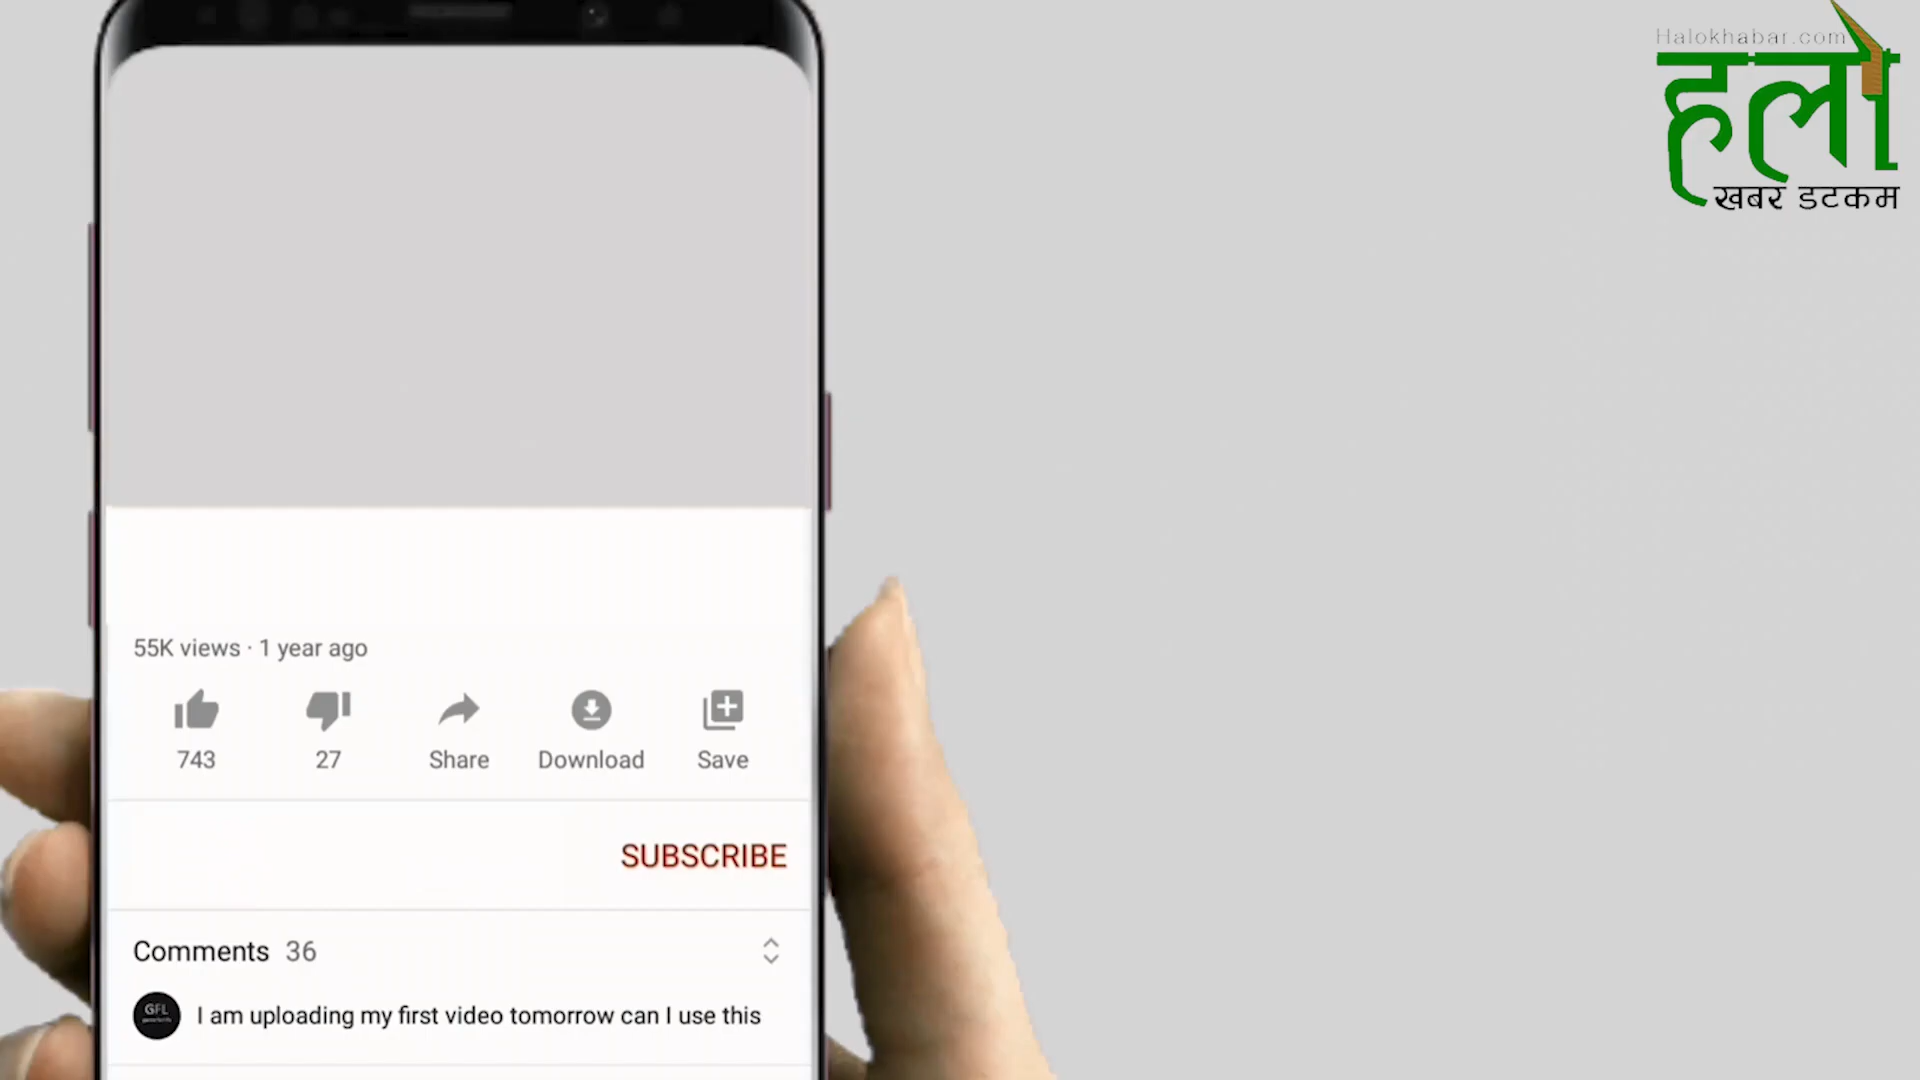 Halokhabar.com
हलो
खबर डटकम
55K views · 1 year ago
743
27
Share
Download
Save
SUBSCRIBE
Comments 36
GFL
I am uploading my first video tomorrow can I use this